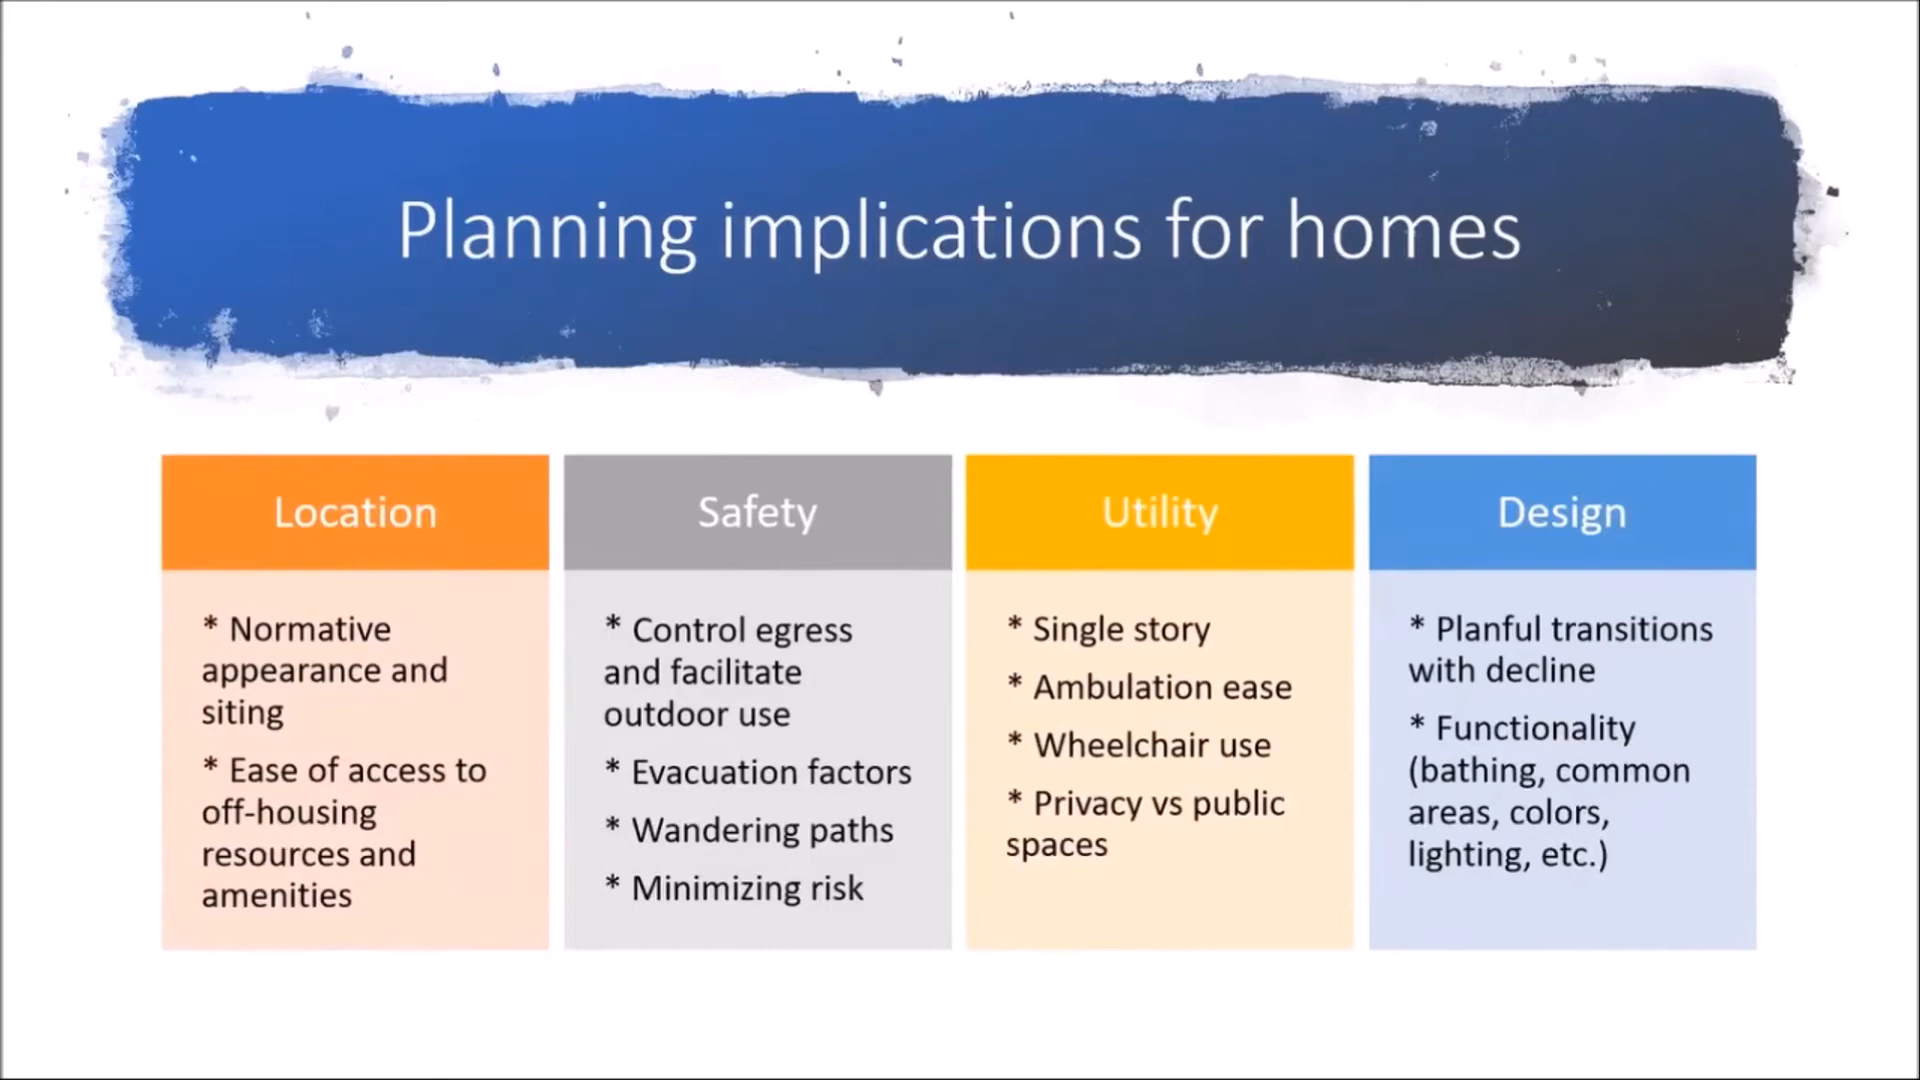 Planning implications for homes
Location
* Normative
appearance and
siting
* Ease of access to
off-housing
resources and
amenities
Safety
* Control egress
and facilitate
outdoor use
* Evacuation factors
* Wandering paths
* Minimizing risk
Utility
* Single story
* Ambulation ease
* Wheelchair use
* Privacy vs public
spaces
Design
* Planful transitions
with decline
* Functionality
(bathing, common
areas, colors,
lighting, etc.)